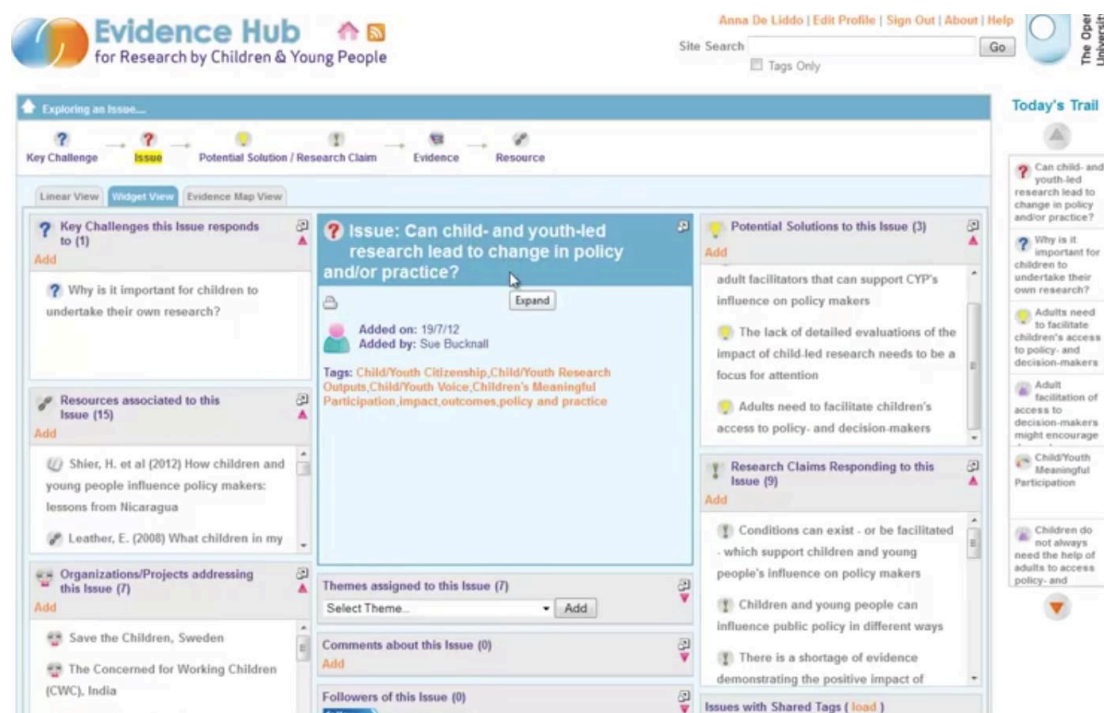 Evidence Hub
for Research by Children & Young People
Anna De Liddo | Edit Profile | Sign Out | About | Help
Site Search
Go
Tags Only
The Open
University
Exploring an Issue...
Key Challenge
Issue
Potential Solution / Research Claim
Evidence
Resource
Linear View
Widget View
Evidence Map View
Key Challenges this Issue responds
to (1)
Add
Why is it important for children to
undertake their own research?
Resources associated to this
Issue (15)
Add
Shier, H. et al (2012) How children and
young people influence policy makers:
lessons from Nicaragua
Leather, E. (2008) What children in my
Organizations/Projects addressing
this Issue (7)
Add
Save the Children, Sweden
The Concerned for Working Children
(CWC), India
Issue: Can child- and youth-led
research lead to change in policy
and/or practice?
Expand
Added on: 19/7/12
Added by: Sue Bucknall
Tags: Child/Youth Citizenship,Child/Youth Research
Outputs,Child/Youth Voice,Children's Meaningful
Participation,impact,outcomes,policy and practice
Themes assigned to this Issue (7)
Select Theme...
Add
Comments about this Issue (0)
Add
Followers of this Issue (0)
Potential Solutions to this Issue (3)
Add
adult facilitators that can support CYP's
influence on policy makers
The lack of detailed evaluations of the
impact of child-led research needs to be a
focus for attention
Adults need to facilitate children's
access to policy- and decision-makers
Research Claims Responding to this
Issue (9)
Add
Conditions can exist - or be facilitated
- which support children and young
people's influence on policy makers
Children and young people can
influence public policy in different ways
There is a shortage of evidence
demonstrating the positive impact of
Issues with Shared Tags ( load )
Today's Trail
Can child- and
youth-led
research lead to
change in policy
and/or practice?
Why is it
important for
children to
undertake their
own research?
Adults need
to facilitate
children's access
to policy- and
decision-makers
Adult
facilitation of
access to
decision-makers
might encourage
Child/Youth
Meaningful
Participation
Children do
not always
need the help of
adults to access
policy- and